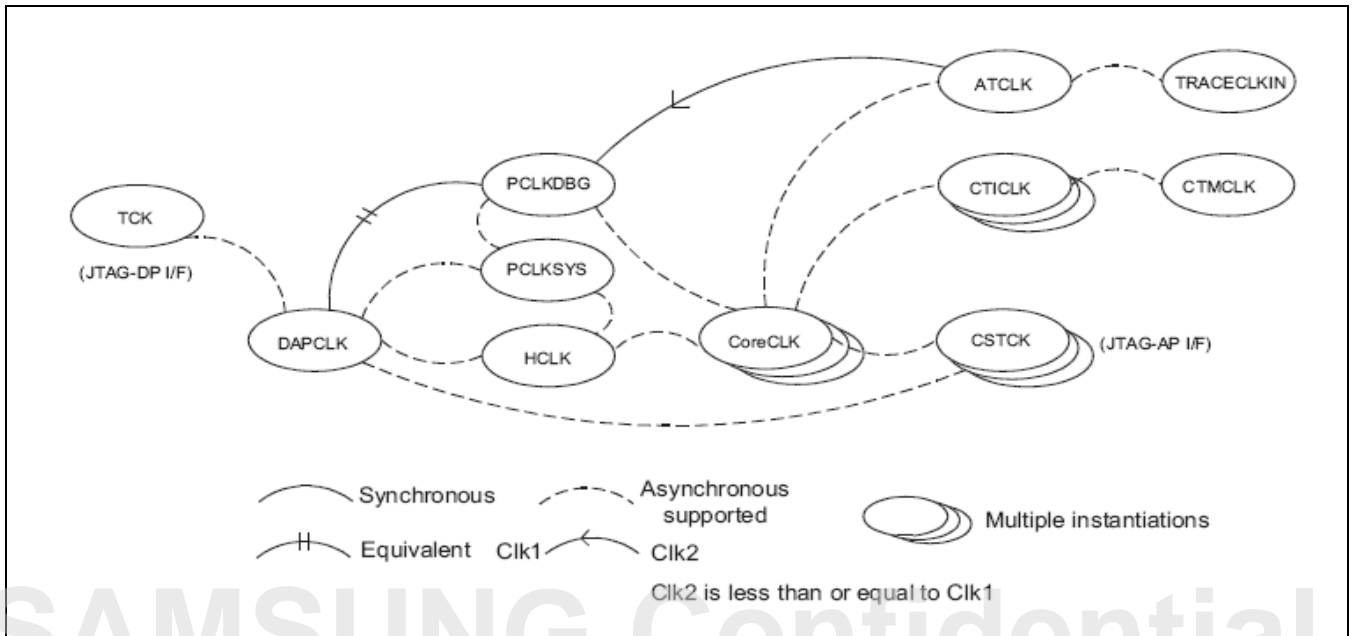 ATCLK
TRACECLKIN
PCLKDBG
CTICLK
CTMCLK
TCK
(JTAG-DP I/F)
PCLKSYS
DAPCLK
HCLK
CoreCLK
CSTCK
(JTAG-AP I/F)
Synchronous
Asynchronous
supported
Multiple instantiations
Equivalent
Clk1
Clk2
Clk2 is less than or equal to Clk1
SAMSUNG Confidential